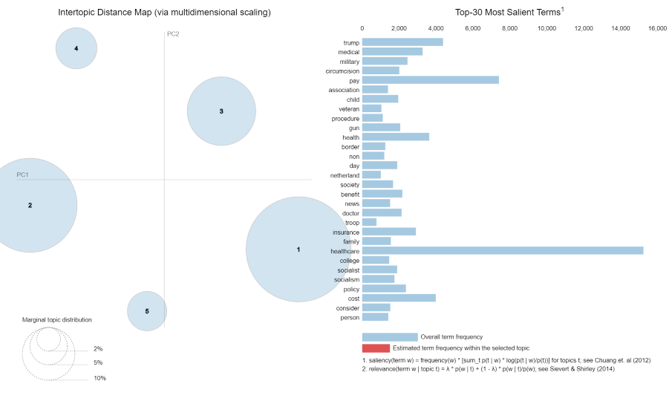 Intertopic Distance Map (via multidimensional scaling)
PC2
4
3
PC1
2
1
5
Marginal topic distribution
2%
5%
10%
Top-30 Most Salient Terms1
0 2,000 4,000 6,000 8,000 10,000 12,000 14,000 16,000
trump
medical
military
circumcision
pay
association
child
veteran
procedure
gun
health
border
non
day
netherland
society
benefit
news
doctor
troop
insurance
family
healthcare
college
socialist
socialism
policy
cost
consider
person
Overall term frequency
Estimated term frequency within the selected topic
1. saliency(term w) = frequency(w) * [sum_t p(t | w) * log(p(t | w)/p(t))] for topics t; see Chuang et. al (2012)
2. relevance(term w | topic t) = λ * p(w | t) + (1 - λ) * p(w | t)/p(w); see Sievert & Shirley (2014)